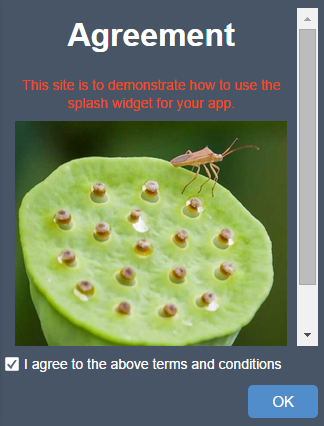 Agreement
This site is to demonstrate how to use the
splash widget for your app.
I agree to the above terms and conditions
OK